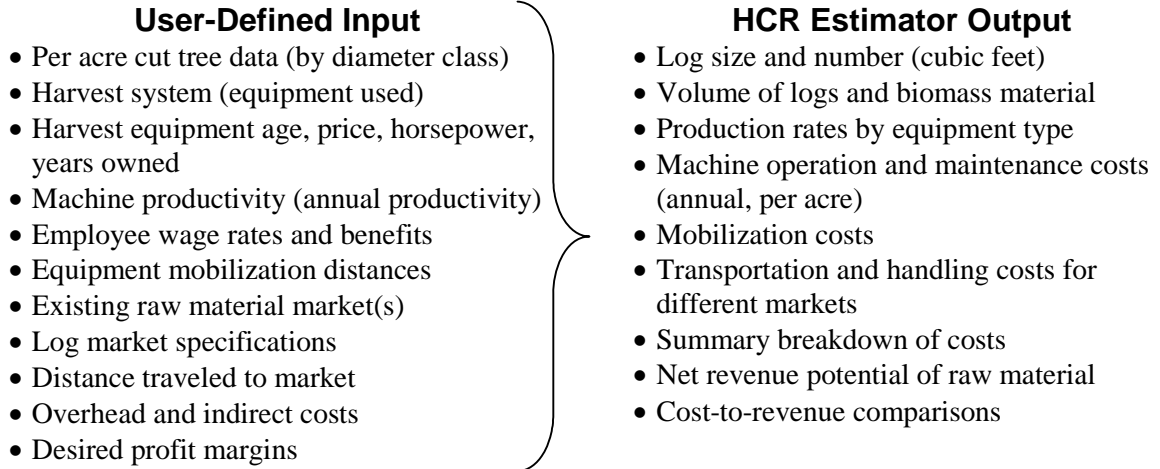 User-Defined Input
• Per acre cut tree data (by diameter class)
• Harvest system (equipment used)
• Harvest equipment age, price, horsepower,
years owned
• Machine productivity (annual productivity)
• Employee wage rates and benefits
• Equipment mobilization distances
• Existing raw material market(s)
• Log market specifications
• Distance traveled to market
• Overhead and indirect costs
• Desired profit margins
HCR Estimator Output
• Log size and number (cubic feet)
• Volume of logs and biomass material
• Production rates by equipment type
• Machine operation and maintenance costs
(annual, per acre)
• Mobilization costs
• Transportation and handling costs for
different markets
• Summary breakdown of costs
• Net revenue potential of raw material
• Cost-to-revenue comparisons